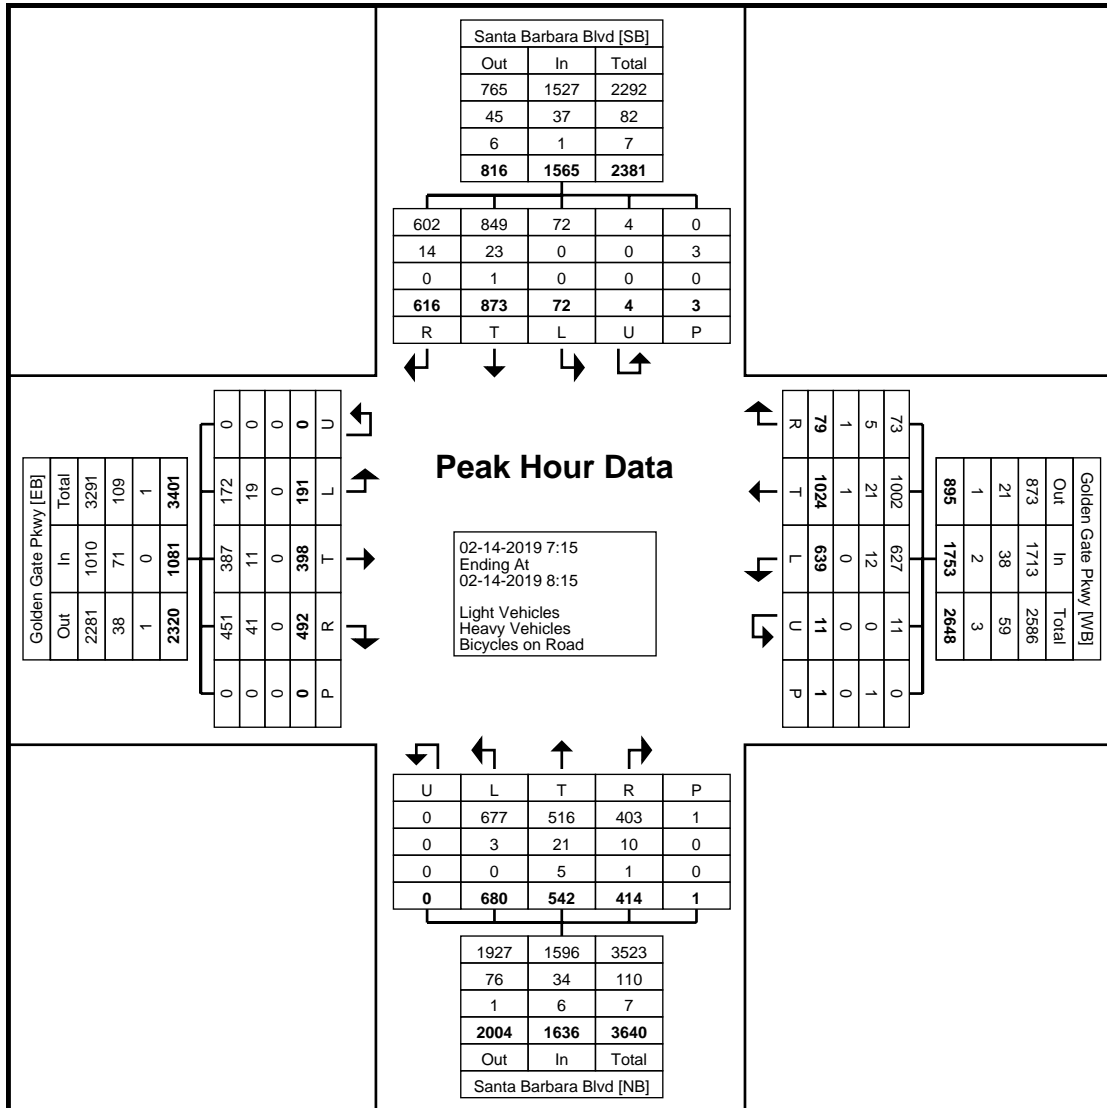 Santa Barbara Blvd [SB]
Out In Total
765 1527 2292
45 37 82
6 1 7
816 1565 2381
602 849 72 4 0
14 23 0 0 3
0 1 0 0 0
616 873 72 4 3
R T L U P
Golden Gate Pkwy [EB]
Total In Out
3291 1010 2281
109 71 38
1 0 1
3401 1081 2320
0 172 387 451 0
0 19 11 41 0
0 0 0 0 0
0 191 398 492 0
U L T R P
Peak Hour Data
02-14-2019 7:15
Ending At
02-14-2019 8:15
Light Vehicles
Heavy Vehicles
Bicycles on Road
R T L U P
79 1024 639 11 1
1 1 0 0 0
5 21 12 0 1
73 1002 627 11 0
Golden Gate Pkwy [WB]
Out In Total
873 1713 2586
21 38 59
1 2 3
895 1753 2648
U L T R P
0 677 516 403 1
0 3 21 10 0
0 0 5 1 0
0 680 542 414 1
1927 1596 3523
76 34 110
1 6 7
2004 1636 3640
Out In Total
Santa Barbara Blvd [NB]